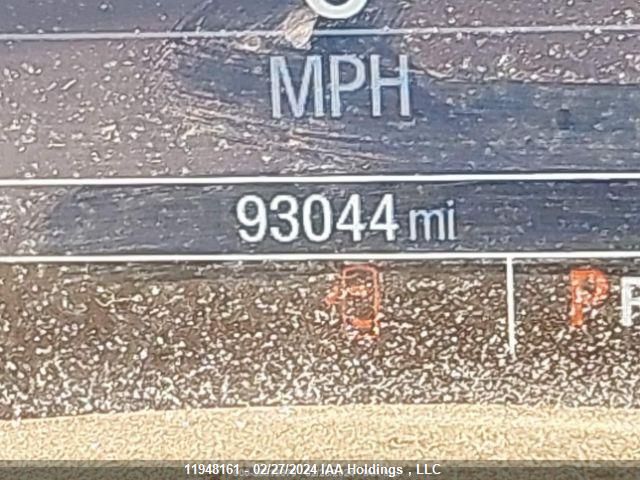 MPH
93044 mi
P
11948161 - 02/27/2024 IAA Holdings , LLC